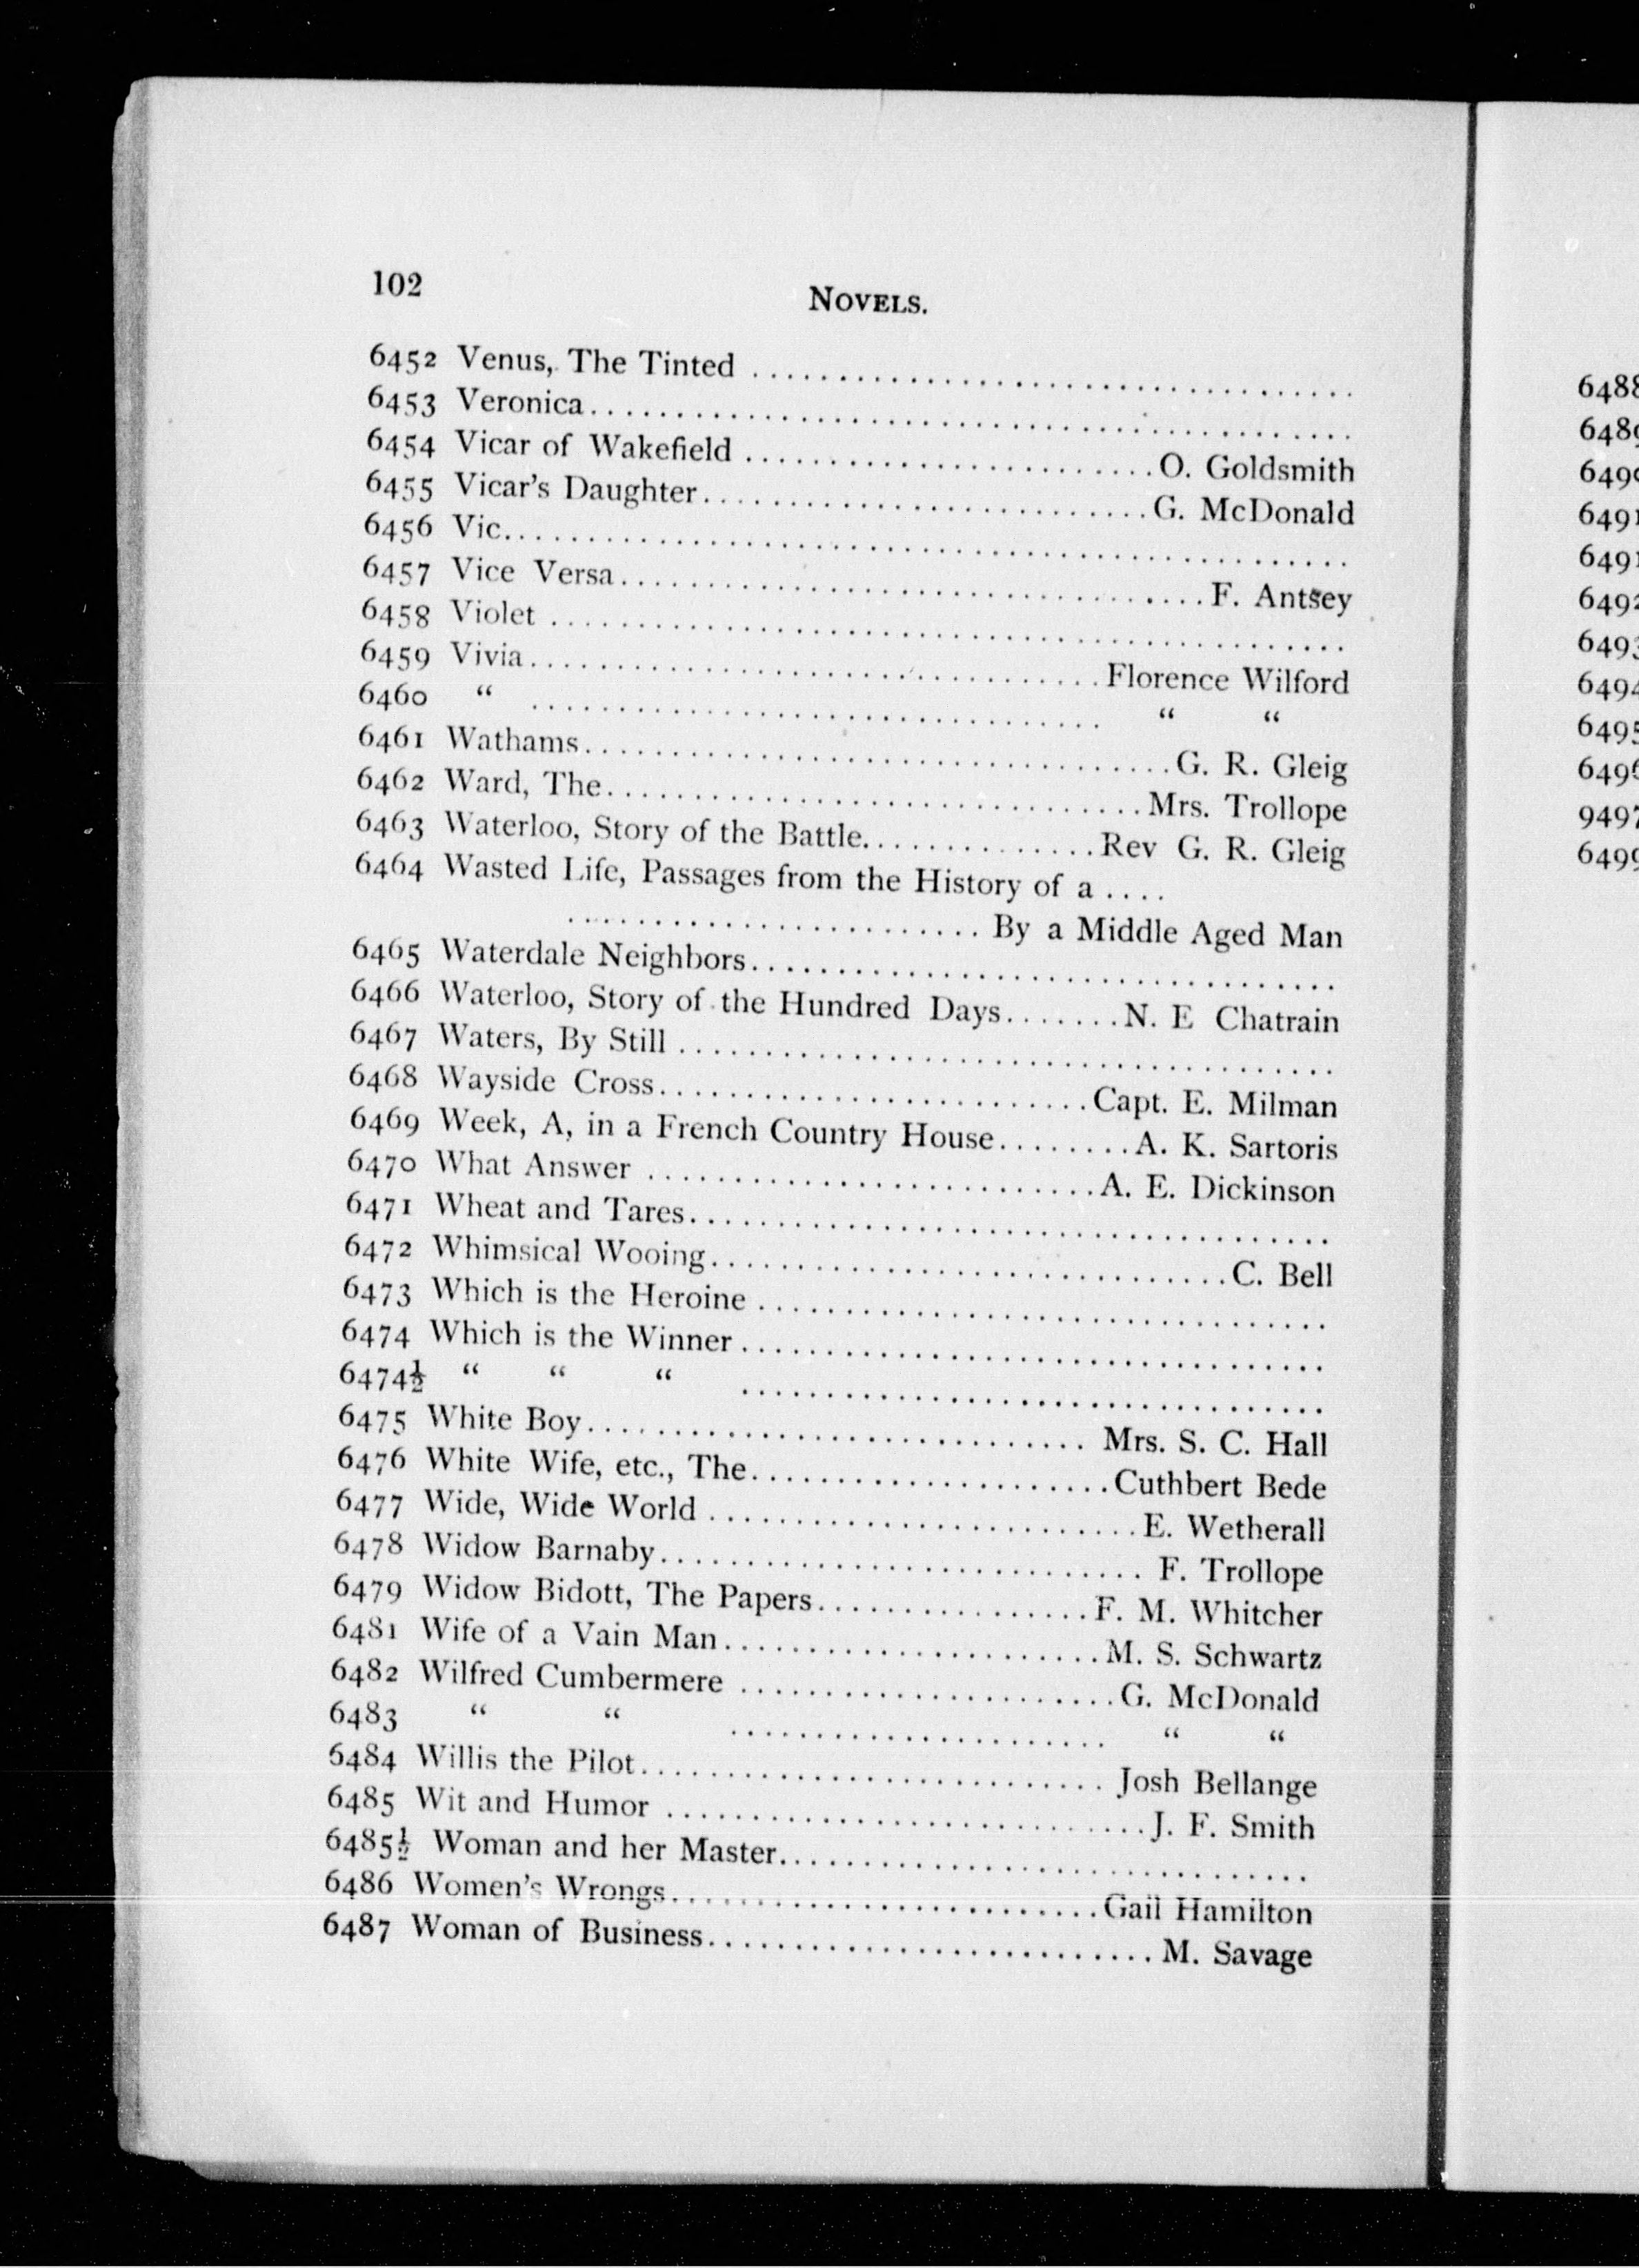 102
NOVELS.
6452 Venus, The Tinted ....................................
6453 Veronica.............................................
6454 Vicar of Wakefield .........................O. Goldsmith
6455 Vicar's Daughter...........................G. McDonald
6456 Vic..................................................
6457 Vice Versa...................................F. Antsey
6458 Violet ...............................................
6459 Vivia..................................Florence Wilford
6460 “ .................................. “ “
6461 Wathams...................................G. R. Gleig
6462 Ward, The................................Mrs. Trollope
6463 Waterloo, Story of the Battle..............Rev G. R. Gleig
6464 Wasted Life, Passages from the History of a ....
......................... By a Middle Aged Man
6465 Waterdale Neighbors...................................
6466 Waterloo, Story of the Hundred Days.......N. E Chatrain
6467 Waters, By Still .......................................
6468 Wayside Cross..........................Capt. E. Milman
6469 Week, A, in a French Country House........A. K. Sartoris
6470 What Answer ...........................A. E. Dickinson
6471 Wheat and Tares......................................
6472 Whimsical Wooing...............................C. Bell
6473 Which is the Heroine ..................................
6474 Which is the Winner...................................
6474½ “ “ “ ...................................
6475 White Boy.............................. Mrs. S. C. Hall
6476 White Wife, etc., The.....................Cuthbert Bede
6477 Wide, Wide World ..........................E. Wetherall
6478 Widow Barnaby............................. F. Trollope
6479 Widow Bidott, The Papers................F. M. Whitcher
6481 Wife of a Vain Man.......................M. S. Schwartz
6482 Wilfred Cumbermere .......................G. McDonald
6483 “ “ ....................... “ “
6484 Willis the Pilot............................ Josh Bellange
6485 Wit and Humor .............................J. F. Smith
6485½ Woman and her Master................................
6486 Women's Wrongs..........................Gail Hamilton
6487 Woman of Business........................... M. Savage
6491
6494